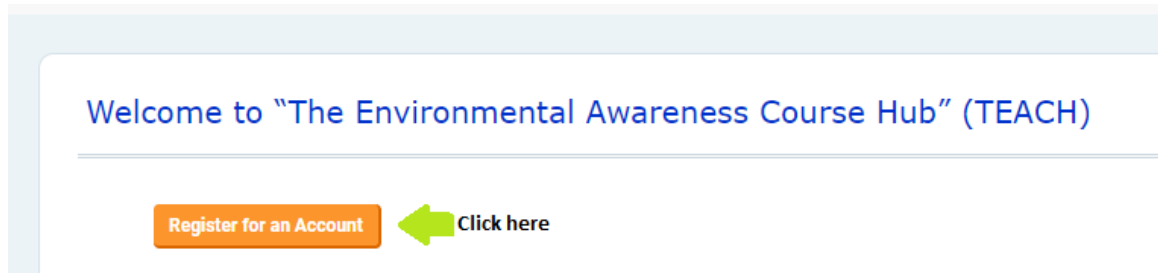 Welcome to “The Environmental Awareness Course Hub” (TEACH)
Register for an Account Click here